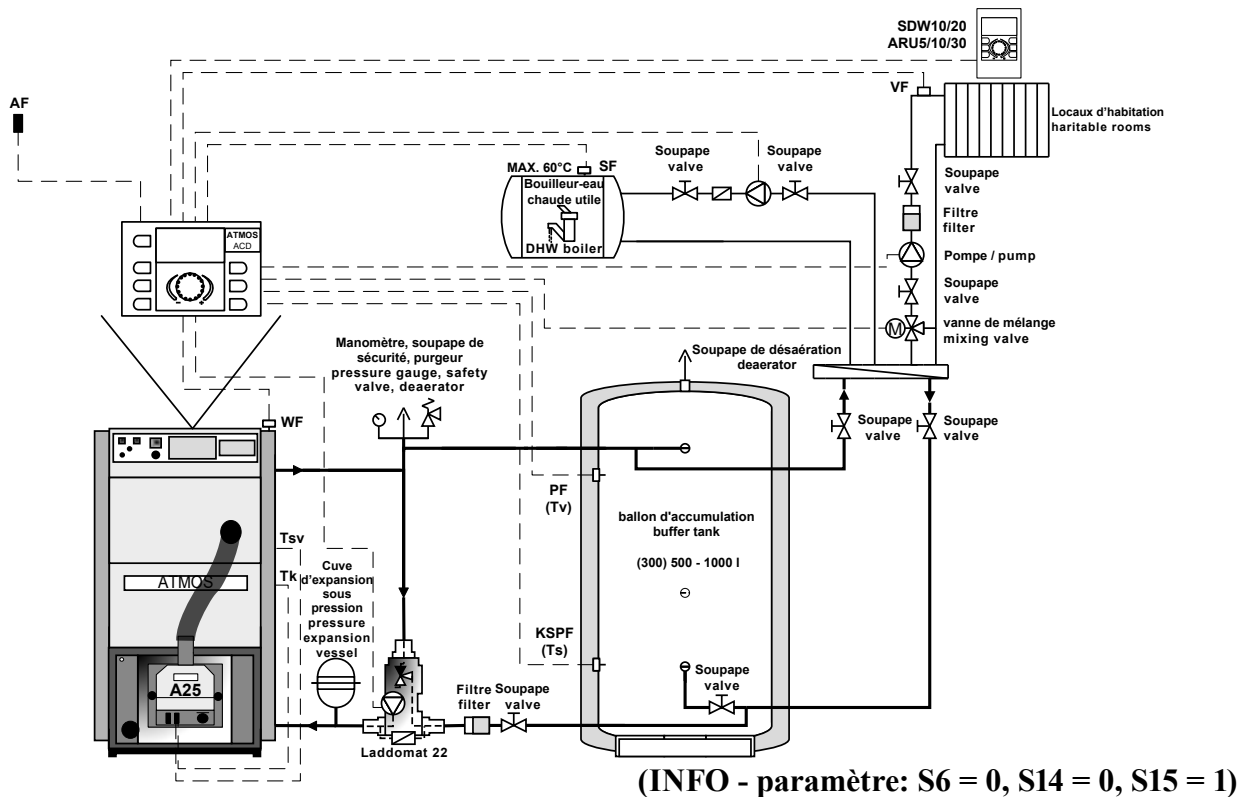 SDW10/20
ARU5/10/30
AF
VF
Locaux d'habitation
haritable rooms
MAX. 60°C
SF
Bouilleur-eau
chaude utile
DHW boiler
Soupape
valve
Soupape
valve
Soupape
valve
Filtre
filter
Pompe / pump
Soupape
valve
M
vanne de mélange
mixing valve
ATMOS
ACD
- +
Manomètre, soupape de
sécurité, purgeur
pressure gauge, safety
valve, deaerator
Soupape de désaération
deaerator
Soupape
valve
Soupape
valve
WF
PF
(Tv)
ballon d'accumulation
buffer tank
(300) 500 - 1000 l
Tsv
Tk
ATMOS
Cuve
d'expansion
sous
pression
pressure
expansion
vessel
KSPF
(Ts)
A25
Soupape
valve
Filtre
filter
Soupape
valve
Laddomat 22
(INFO - paramètre: S6 = 0, S14 = 0, S15 = 1)